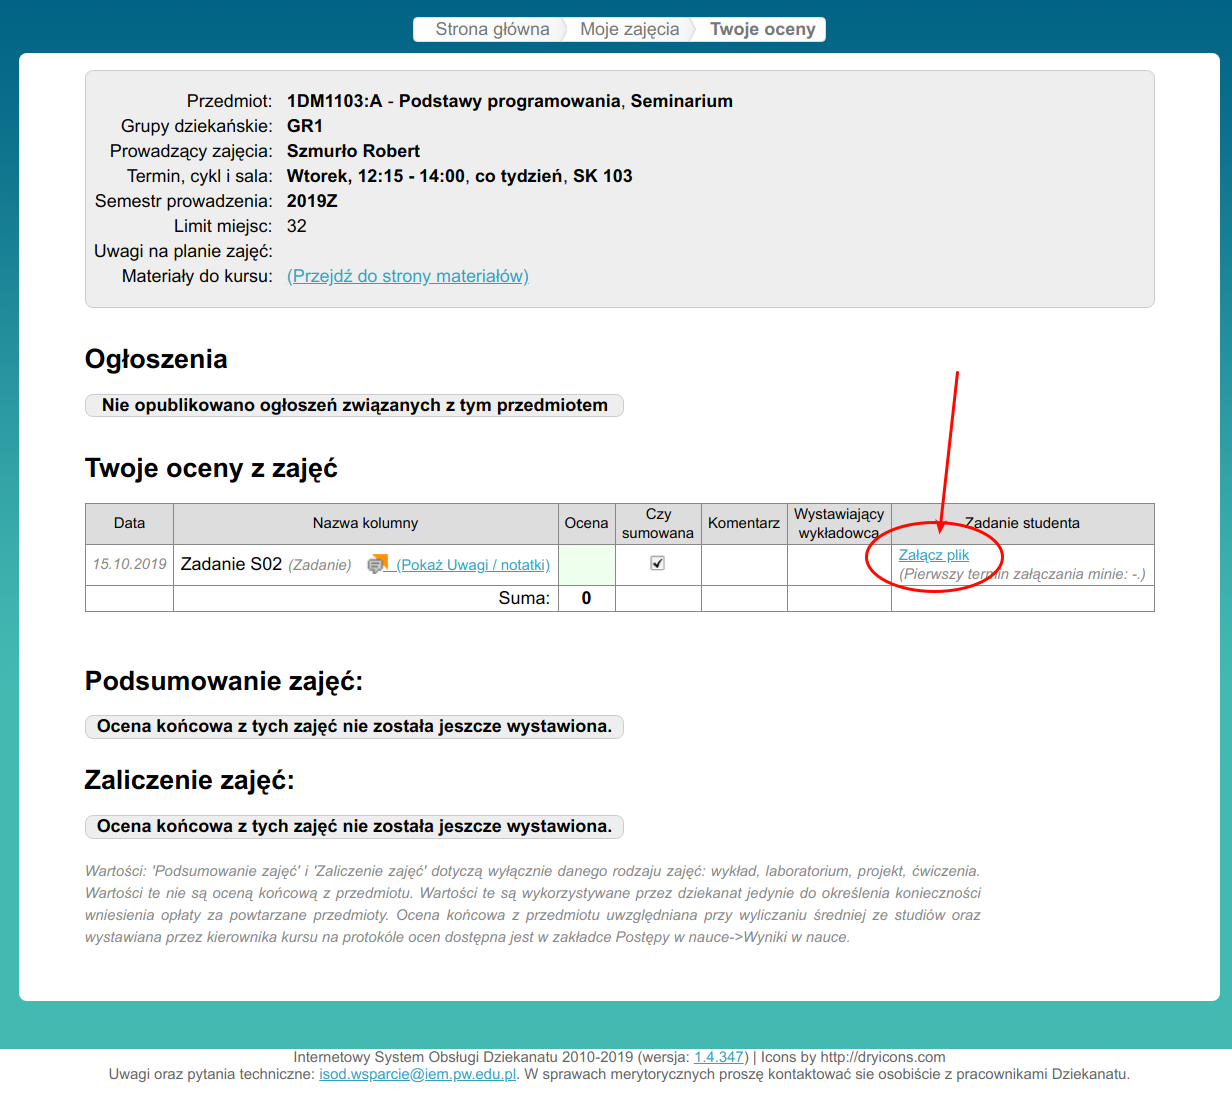 Strona główna Moje zajęcia Twoje oceny
Przedmiot: 1DM1103:A - Podstawy programowania, Seminarium
Grupy dziekańskie: GR1
Prowadzący zajęcia: Szmurło Robert
Termin, cykl i sala: Wtorek, 12:15 - 14:00, co tydzień, SK 103
Semestr prowadzenia: 2019Z
Limit miejsc: 32
Uwagi na planie zajęć:
Materiały do kursu: (Przejdź do strony materiałów)
Ogłoszenia
Nie opublikowano ogłoszeń związanych z tym przedmiotem
Twoje oceny z zajęć
Data Nazwa kolumny Ocena Czy sumowana Komentarz Wystawiający wykładowca Zadanie studenta
15.10.2019 Zadanie S02 (Zadanie) (Pokaż Uwagi / notatki) Załącz plik
(Pierwszy termin załączania minie: -.)
Suma: 0
Podsumowanie zajęć:
Ocena końcowa z tych zajęć nie została jeszcze wystawiona.
Zaliczenie zajęć:
Ocena końcowa z tych zajęć nie została jeszcze wystawiona.
Wartości: 'Podsumowanie zajęć' i 'Zaliczenie zajęć' dotyczą wyłącznie danego rodzaju zajęć: wykład, laboratorium, projekt, ćwiczenia.
Wartości te nie są oceną końcową z przedmiotu. Wartości te są wykorzystywane przez dziekanat jedynie do określenia konieczności
wniesienia opłaty za powtarzane przedmioty. Ocena końcowa z przedmiotu uwzględniana przy wyliczaniu średniej ze studiów oraz
wystawiana przez kierownika kursu na protokóle ocen dostępna jest w zakładce Postępy w nauce->Wyniki w nauce.
Internetowy System Obsługi Dziekanatu 2010-2019 (wersja: 1.4.347) | Icons by http://dryicons.com
Uwagi oraz pytania techniczne: isod.wsparcie@iem.pw.edu.pl. W sprawach merytorycznych proszę kontaktować sie osobiście z pracownikami Dziekanatu.